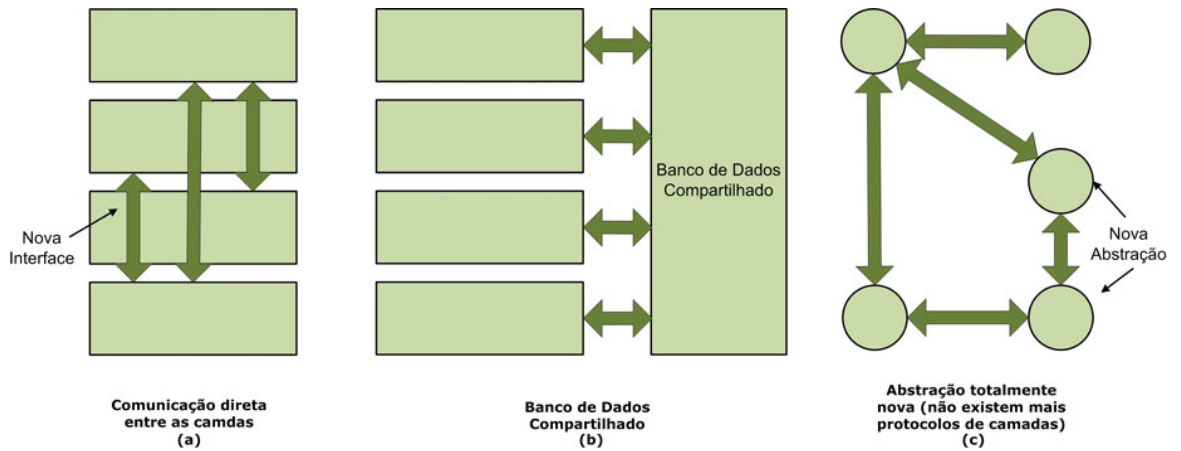 Nova
Interface
Comunicação direta
entre as camdas
(a)
Banco de Dados
Compartilhado
Banco de Dados
Compartilhado
(b)
Nova
Abstração
Abstração totalmente
nova (não existem mais
protocolos de camadas)
(c)